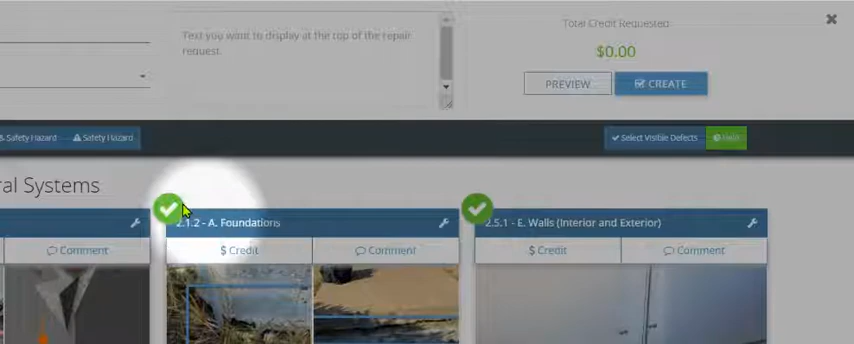 Text you want to display at the top of the repair
request.
Total Credit Requested
$0.00
PREVIEW
CREATE
& Safety Hazard
Safety Hazard
Select Visible Defects
Help
ral Systems
2.1.2 - A. Foundations
2.5.1 - E. Walls (Interior and Exterior)
Comment
$ Credit
Comment
$ Credit
Comment